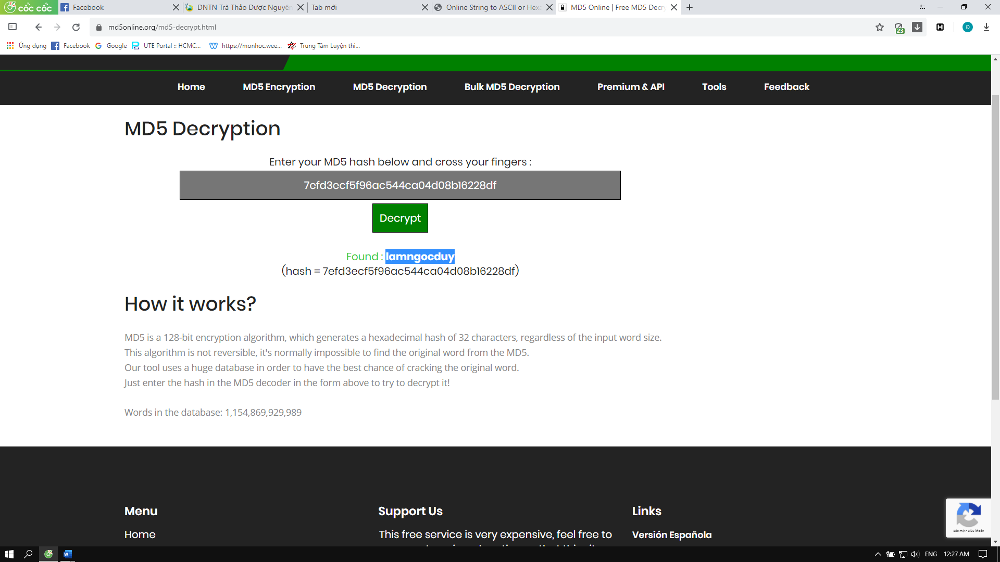 cốc cốc
Facebook
DNTN Trà Thảo Dược Nguyên
Tab mới
Online String to ASCII or Hexa
MD5 Online | Free MD5 Decry
md5online.org/md5-decrypt.html
23
H
Đ
Ứng dụng
Facebook
Google
UTE Portal :: HCMC...
https://monhoc.wee...
Trung Tâm Luyện thi...
Home
MD5 Encryption
MD5 Decryption
Bulk MD5 Decryption
Premium & API
Tools
Feedback
MD5 Decryption
Enter your MD5 hash below and cross your fingers :
7efd3ecf5f96ac544ca04d08b16228df
Decrypt
Found : lamngocduy
(hash = 7efd3ecf5f96ac544ca04d08b16228df)
How it works?
MD5 is a 128-bit encryption algorithm, which generates a hexadecimal hash of 32 characters, regardless of the input word size.
This algorithm is not reversible, it's normally impossible to find the original word from the MD5.
Our tool uses a huge database in order to have the best chance of cracking the original word.
Just enter the hash in the MD5 decoder in the form above to try to decrypt it!
Words in the database: 1,154,869,929,989
Menu
Support Us
Links
Home
This free service is very expensive, feel free to
Versión Española
Bảo mật - Điều khoản
ENG
12:27 AM